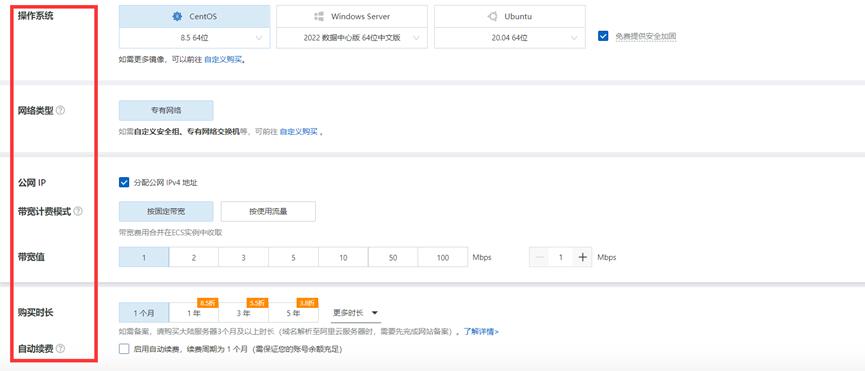 操作系统
CentOS
Windows Server
Ubuntu
8.5 64位
2022 数据中心版 64位中文版
20.04 64位
免费提供安全加固
如需更多镜像，可以前往 自定义购买。
网络类型
专有网络
如需自定义安全组、专有网络交换机等，可前往 自定义购买 。
公网 IP
分配公网 IPv4 地址
带宽计费模式
按固定带宽
按使用流量
带宽费用合并在ECS实例中收取
带宽值
1 2 3 5 10 50 100 Mbps
1 Mbps
8.5折 5.5折 3.8折
购买时长
1 个月 1 年 3 年 5 年 更多时长
如需备案，请购买大陆服务器3个月及以上时长（域名解析至阿里云服务器时，需要先完成网站备案）。了解详情>
自动续费
启用自动续费，续费周期为 1 个月（需保证您的账号余额充足）